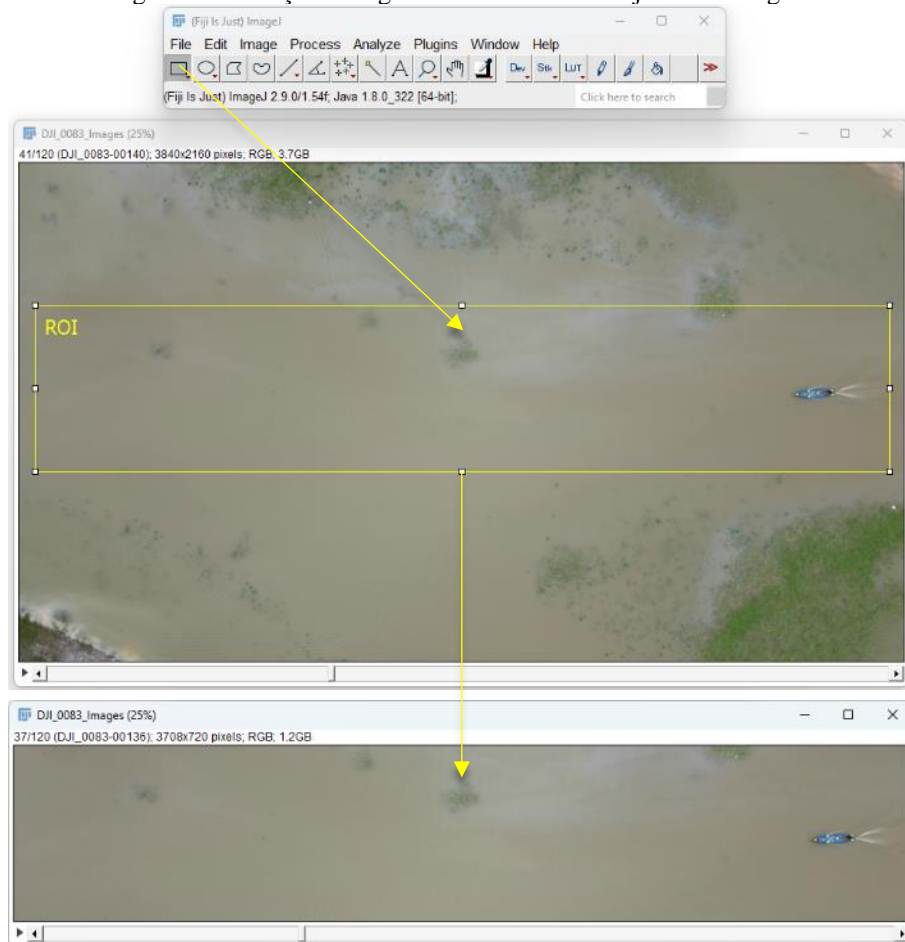 (Fiji Is Just) ImageJ
File Edit Image Process Analyze Plugins Window Help
Dev Stk LUT
(Fiji Is Just) ImageJ 2.9.0/1.54f; Java 1.8.0_322 [64-bit];
Click here to search
DJI_0083_Images (25%)
41/120 (DJI_0083-00140); 3840x2160 pixels; RGB; 3.7GB
ROI
DJI_0083_Images (25%)
37/120 (DJI_0083-00136); 3708x720 pixels; RGB; 1.2GB